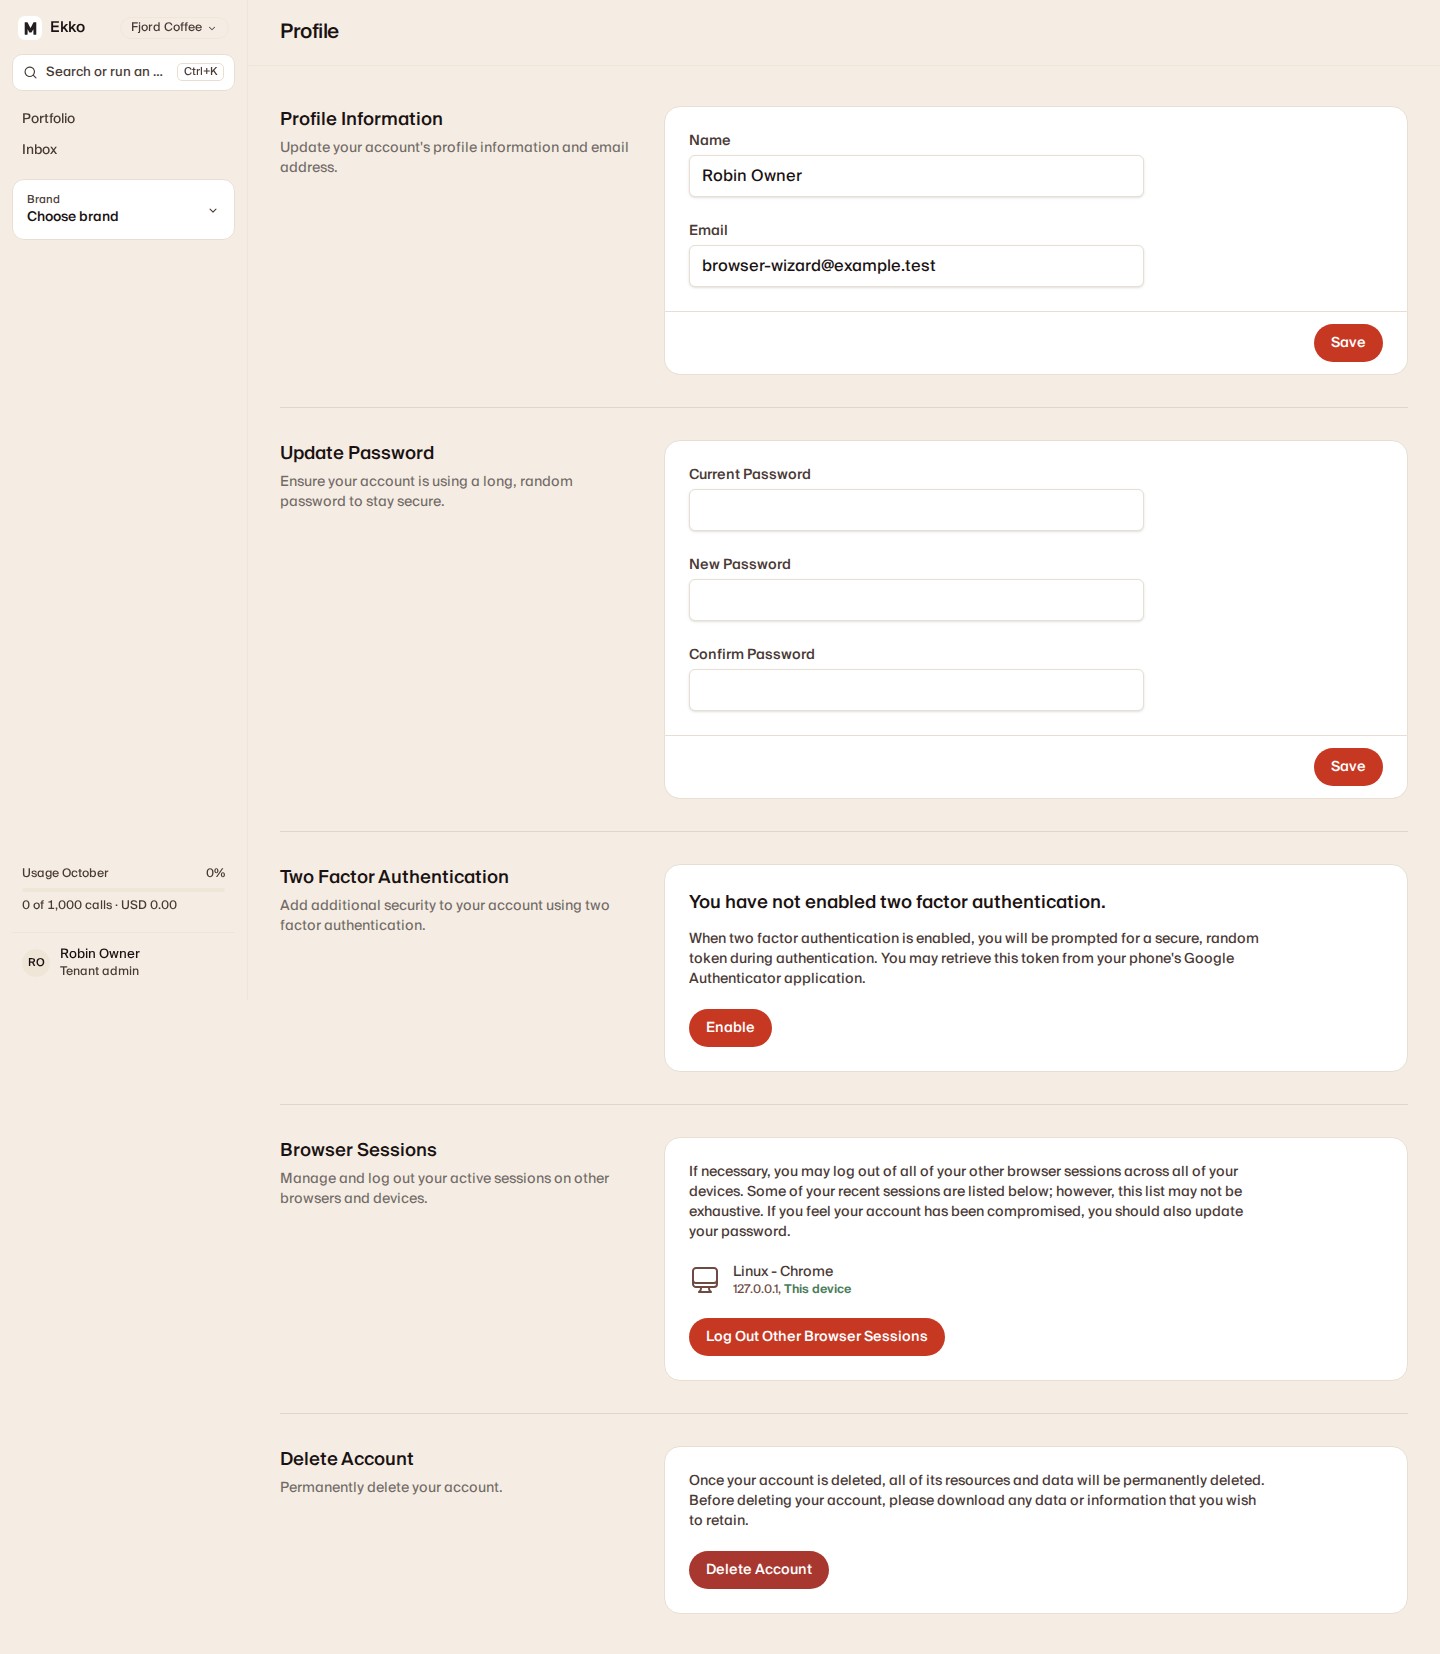 M Ekko
Fjord Coffee
Search or run an ...
Ctrl+K
Portfolio
Inbox
Brand
Choose brand
Usage October 0%
0 of 1,000 calls · USD 0.00
RO
Robin Owner
Tenant admin
Profile
Profile Information
Update your account's profile information and email
address.
Name
Robin Owner
Email
browser-wizard@example.test
Save
Update Password
Ensure your account is using a long, random
password to stay secure.
Current Password
New Password
Confirm Password
Save
Two Factor Authentication
Add additional security to your account using two
factor authentication.
You have not enabled two factor authentication.
When two factor authentication is enabled, you will be prompted for a secure, random
token during authentication. You may retrieve this token from your phone's Google
Authenticator application.
Enable
Browser Sessions
Manage and log out your active sessions on other
browsers and devices.
If necessary, you may log out of all of your other browser sessions across all of your
devices. Some of your recent sessions are listed below; however, this list may not be
exhaustive. If you feel your account has been compromised, you should also update
your password.
Linux - Chrome
127.0.0.1, This device
Log Out Other Browser Sessions
Delete Account
Permanently delete your account.
Once your account is deleted, all of its resources and data will be permanently deleted.
Before deleting your account, please download any data or information that you wish
to retain.
Delete Account